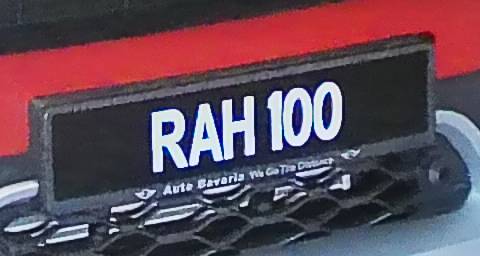 RAH 100
Auto Bavaria We Go The Distance